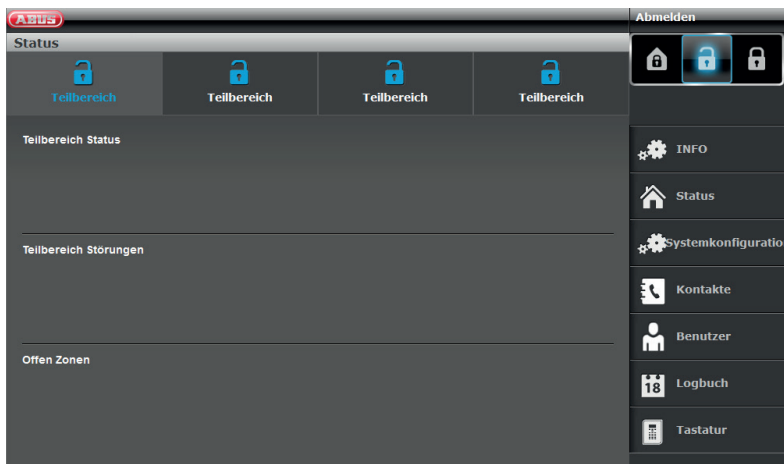 ABUS
Abmelden
Status
Teilbereich
Teilbereich
Teilbereich
Teilbereich
Teilbereich Status
Teilbereich Störungen
Offen Zonen
INFO
Status
Systemkonfiguratio
Kontakte
Benutzer
18
Logbuch
Tastatur